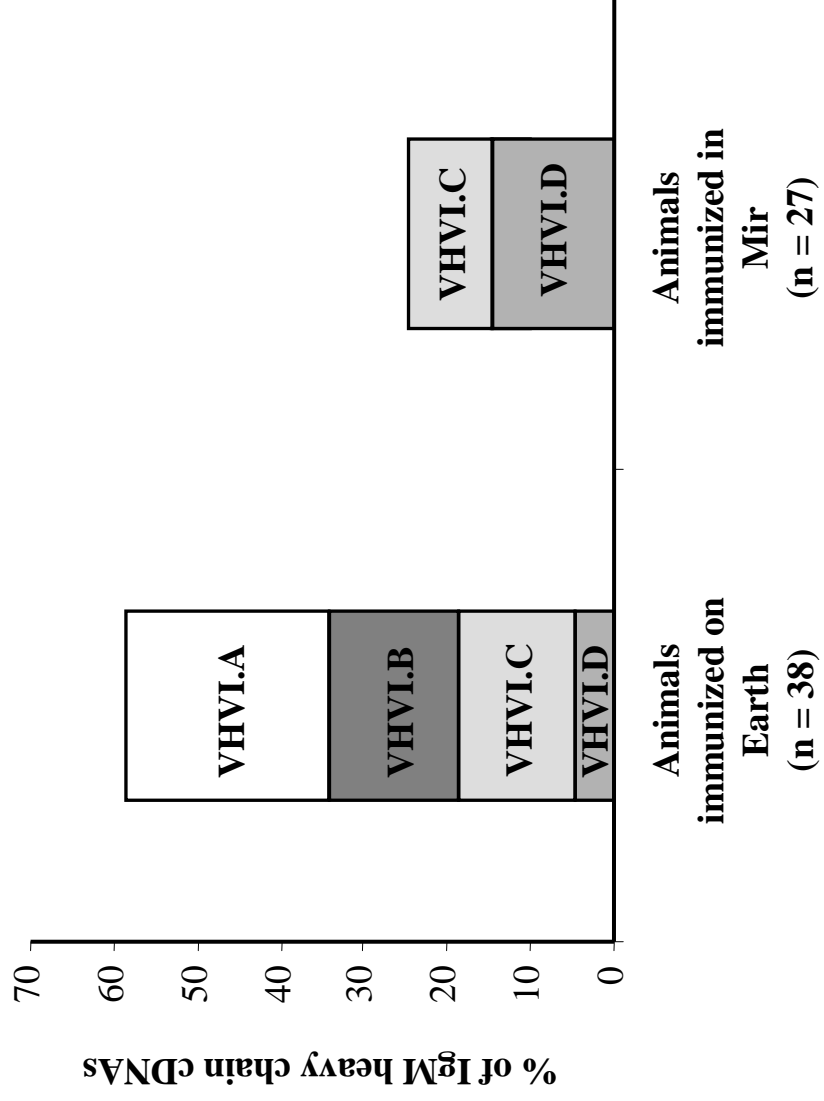 % of IgM heavy chain cDNAs
70
60
50
40
30
20
10
0
VHVI.A
VHVI.B
VHVI.C
VHVI.D
VHVI.C
VHVI.D
Animals
immunized on
Earth
(n = 38)
Animals
immunized in
Mir
(n = 27)